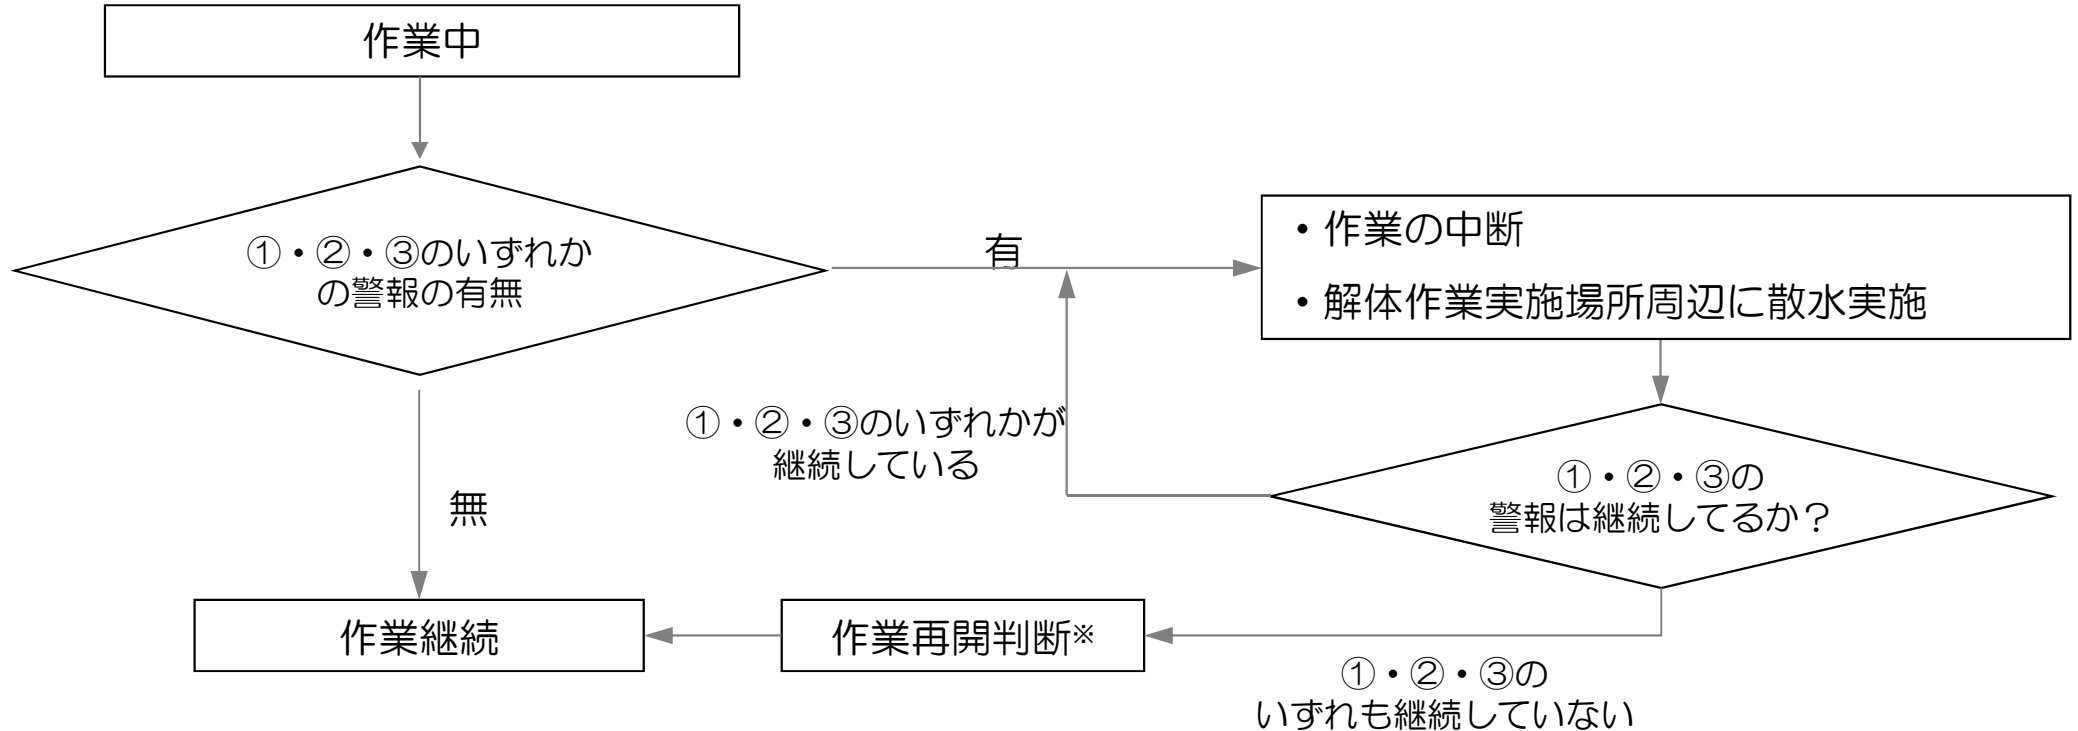 作業中
①・②・③のいずれか
の警報の有無
有
・作業の中断
・解体作業実施場所周辺に散水実施
①・②・③のいずれかが
継続している
①・②・③の
警報は継続してるか？
無
作業継続
作業再開判断※
①・②・③の
いずれも継続していない